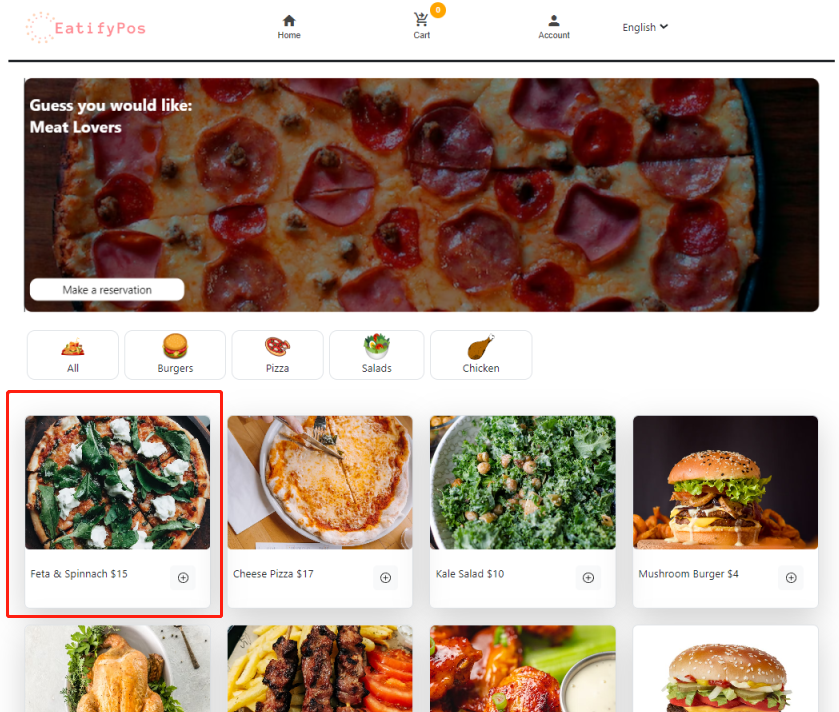 EatifyPos
0
Home
Cart
Account
English
Guess you would like:
Meat Lovers
Make a reservation
All
Burgers
Pizza
Salads
Chicken
Feta & Spinnach $15
Cheese Pizza $17
Kale Salad $10
Mushroom Burger $4